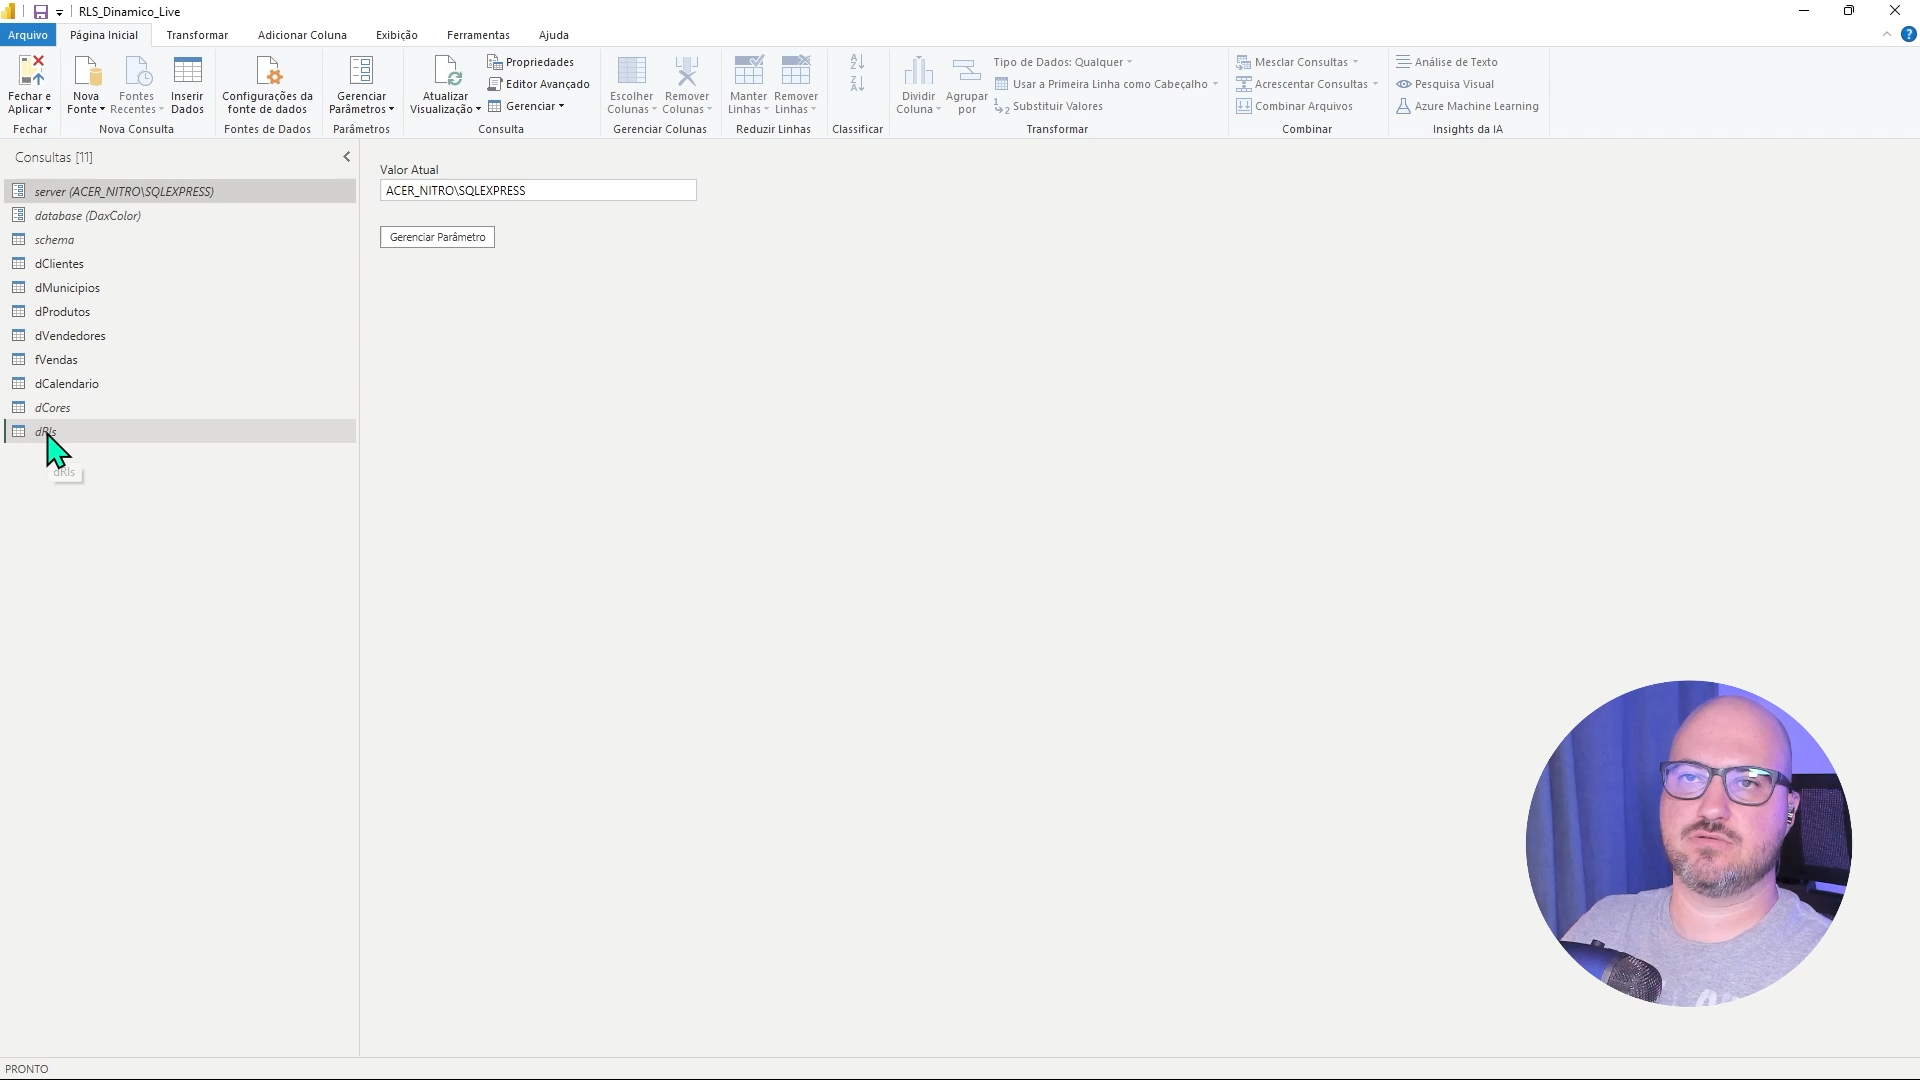 RLS_Dinamico_Live
Arquivo
Página Inicial
Transformar
Adicionar Coluna
Exibição
Ferramentas
Ajuda
Fechar e
Aplicar
Fechar
Nova
Fonte
Fontes
Recentes
Inserir
Dados
Nova Consulta
Configurações da
fonte de dados
Fontes de Dados
Gerenciar
Parâmetros
Parâmetros
Atualizar
Visualização
Propriedades
Editor Avançado
Gerenciar
Consulta
Escolher
Colunas
Remover
Colunas
Gerenciar Colunas
Manter
Linhas
Remover
Linhas
Reduzir Linhas
A
Z
Z
A
Classificar
Dividir
Coluna
Agrupar
por
Tipo de Dados: Qualquer
Usar a Primeira Linha como Cabeçalho
1
2
Substituir Valores
Transformar
Mesclar Consultas
Acrescentar Consultas
Combinar Arquivos
Combinar
Análise de Texto
Pesquisa Visual
Azure Machine Learning
Insights da IA
?
Consultas [11]
server (ACER_NITRO\SQLEXPRESS)
database (DaxColor)
schema
dClientes
dMunicipios
dProdutos
dVendedores
fVendas
dCalendario
dCores
dRls
dRls
Valor Atual
ACER_NITRO\SQLEXPRESS
Gerenciar Parâmetro
PRONTO